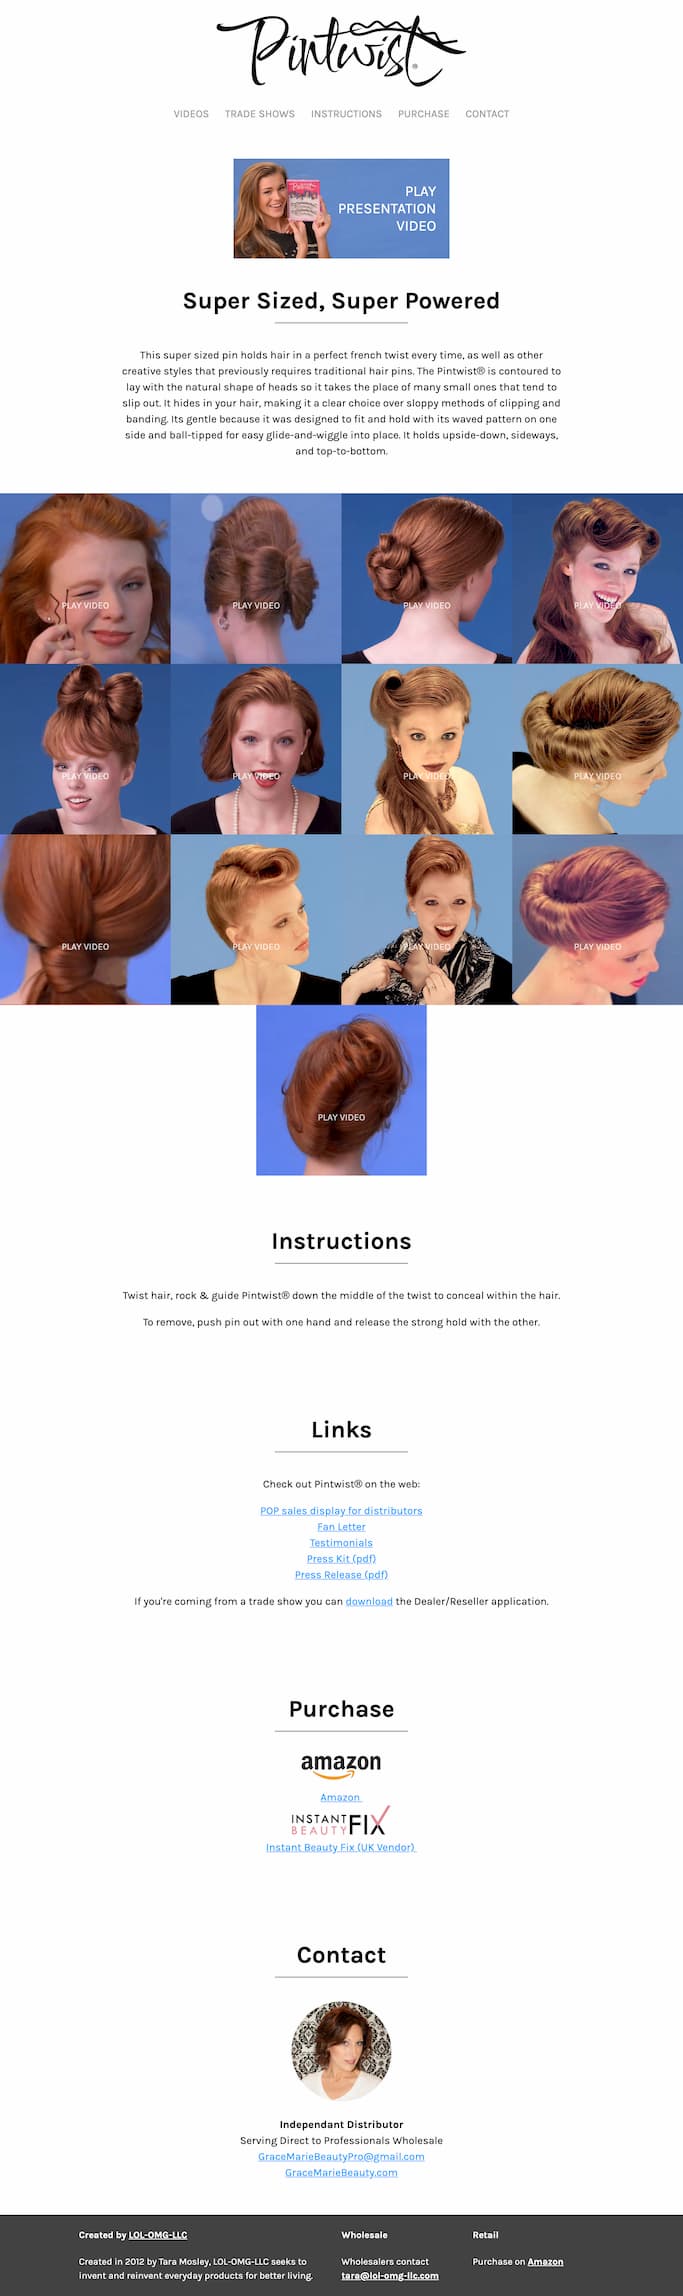 Pintwist®
VIDEOS TRADE SHOWS INSTRUCTIONS PURCHASE CONTACT
PLAY
PRESENTATION
VIDEO
Super Sized, Super Powered
This super sized pin holds hair in a perfect french twist every time, as well as other
creative styles that previously requires traditional hair pins. The Pintwist® is contoured to
lay with the natural shape of heads so it takes the place of many small ones that tend to
slip out. It hides in your hair, making it a clear choice over sloppy methods of clipping and
banding. Its gentle because it was designed to fit and hold with its waved pattern on one
side and ball-tipped for easy glide-and-wiggle into place. It holds upside-down, sideways,
and top-to-bottom.
PLAY VIDEO PLAY VIDEO PLAY VIDEO PLAY VIDEO
PLAY VIDEO PLAY VIDEO PLAY VIDEO PLAY VIDEO
PLAY VIDEO PLAY VIDEO PLAY VIDEO PLAY VIDEO
PLAY VIDEO
Instructions
Twist hair, rock & guide Pintwist® down the middle of the twist to conceal within the hair.
To remove, push pin out with one hand and release the strong hold with the other.
Links
Check out Pintwist® on the web:
POP sales display for distributors
Fan Letter
Testimonials
Press Kit (pdf)
Press Release (pdf)
If you're coming from a trade show you can download the Dealer/Reseller application.
Purchase
amazon
Amazon
INSTANT BEAUTY FIX
Instant Beauty Fix (UK Vendor)
Contact
Independant Distributor
Serving Direct to Professionals Wholesale
GraceMarieBeautyPro@gmail.com
GraceMarieBeauty.com
Created by LOL-OMG-LLC
Created in 2012 by Tara Mosley, LOL-OMG-LLC seeks to
invent and reinvent everyday products for better living.
Wholesale
Wholesalers contact
tara@lol-omg-llc.com
Retail
Purchase on Amazon